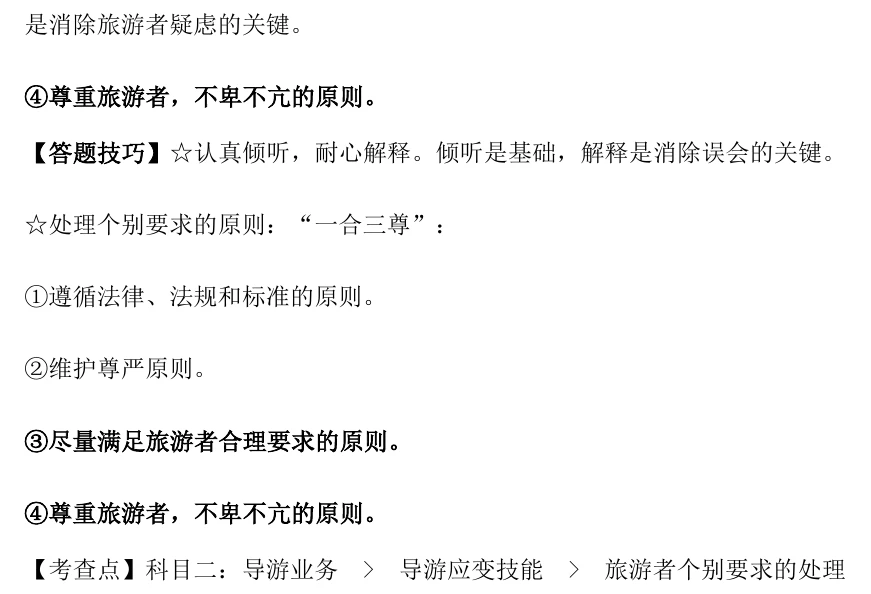 是消除旅游者疑虑的关键。
④尊重旅游者，不卑不亢的原则。
【答题技巧】☆认真倾听，耐心解释。倾听是基础，解释是消除误会的关键。
☆处理个别要求的原则：“一合三尊”：
①遵循法律、法规和标准的原则。
②维护尊严原则。
③尽量满足旅游者合理要求的原则。
④尊重旅游者，不卑不亢的原则。
【考查点】科目二：导游业务 > 导游应变技能 > 旅游者个别要求的处理